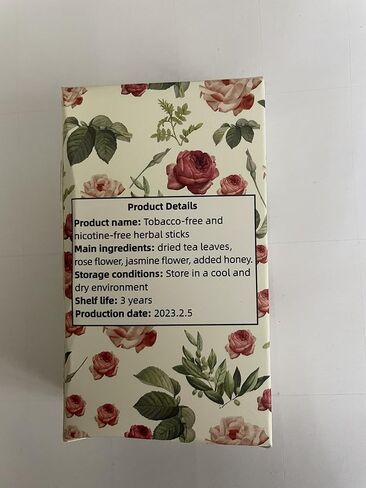 Product Details
Product name: Tobacco-free and
nicotine-free herbal sticks
Main ingredients: dried tea leaves,
rose flower, jasmine flower, added honey.
Storage conditions: Store in a cool and
dry environment
Shelf life: 3 years
Production date: 2023.2.5